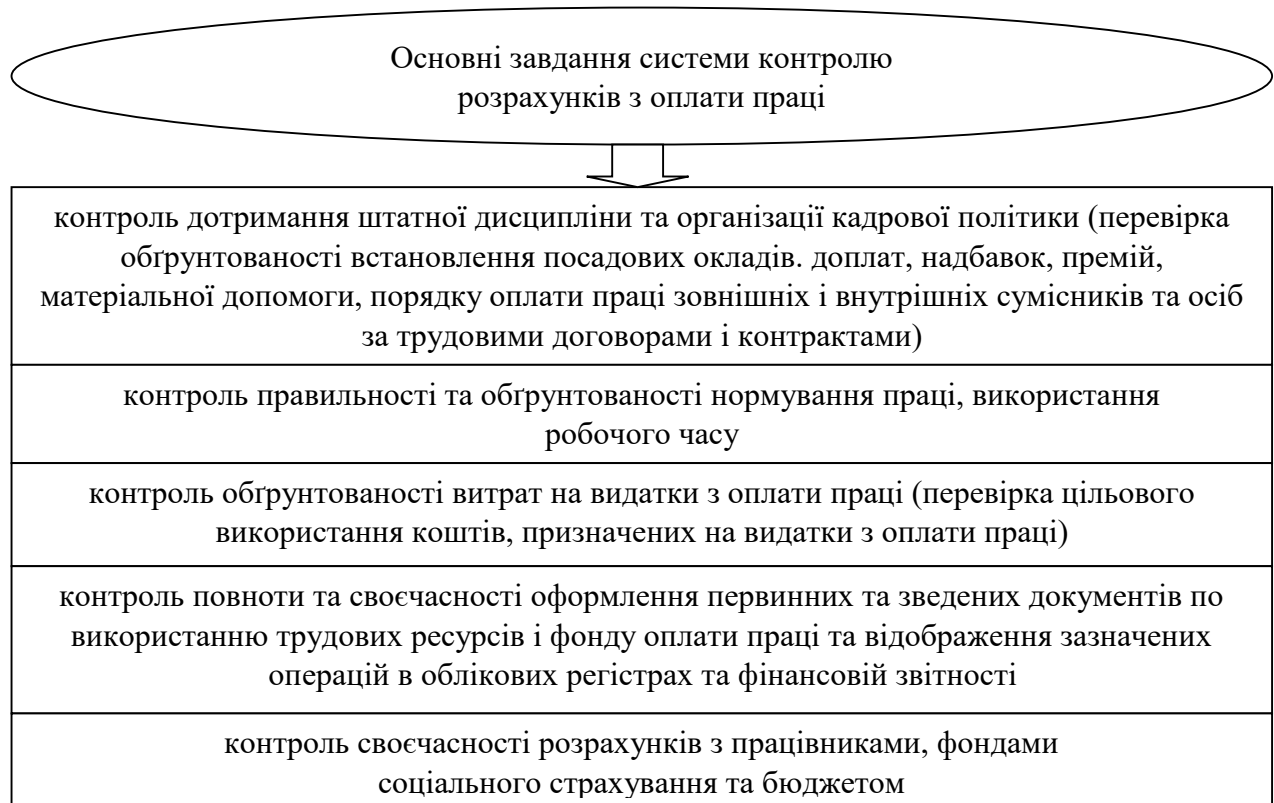 Основні завдання системи контролю
розрахунків з оплати праці
контроль дотримання штатної дисципліни та організації кадрової політики (перевірка
обґрунтованості встановлення посадових окладів. доплат, надбавок, премій,
матеріальної допомоги, порядку оплати праці зовнішніх і внутрішніх сумісників та осіб
за трудовими договорами і контрактами)
контроль правильності та обґрунтованості нормування праці, використання
робочого часу
контроль обґрунтованості витрат на видатки з оплати праці (перевірка цільового
використання коштів, призначених на видатки з оплати праці)
контроль повноти та своєчасності оформлення первинних та зведених документів по
використанню трудових ресурсів і фонду оплати праці та відображення зазначених
операцій в облікових регістрах та фінансовій звітності
контроль своєчасності розрахунків з працівниками, фондами
соціального страхування та бюджетом